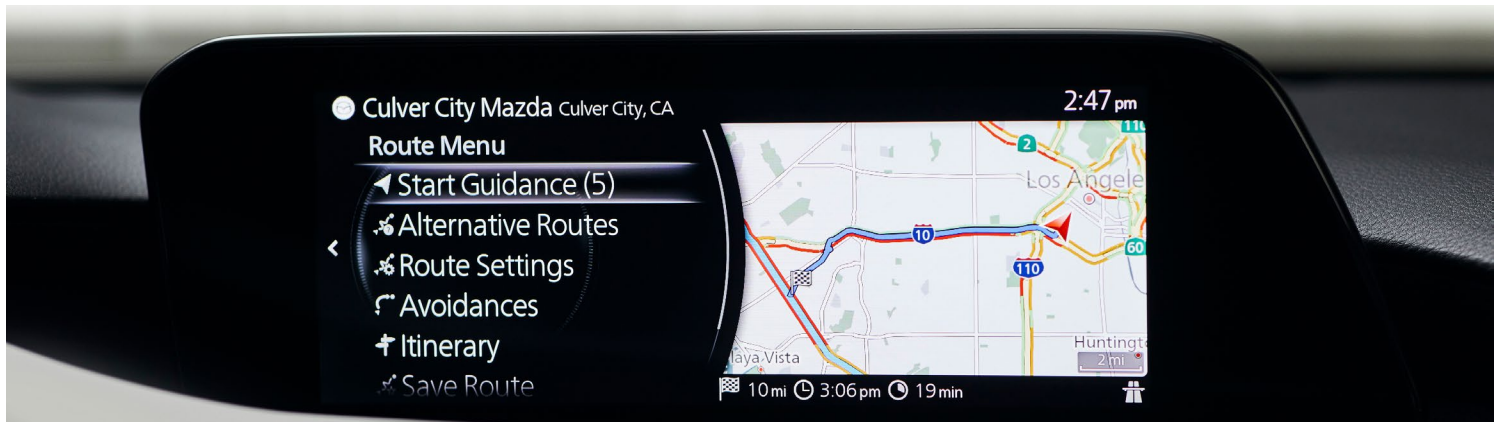 Culver City Mazda Culver City, CA
2:47 pm
Route Menu
Start Guidance (5)
Alternative Routes
Route Settings
Avoidances
Itinerary
Save Route
110
2
Los Angele
10
60
110
Huntingt
laya Vista
2 mi
10 mi 3:06 pm 19 min